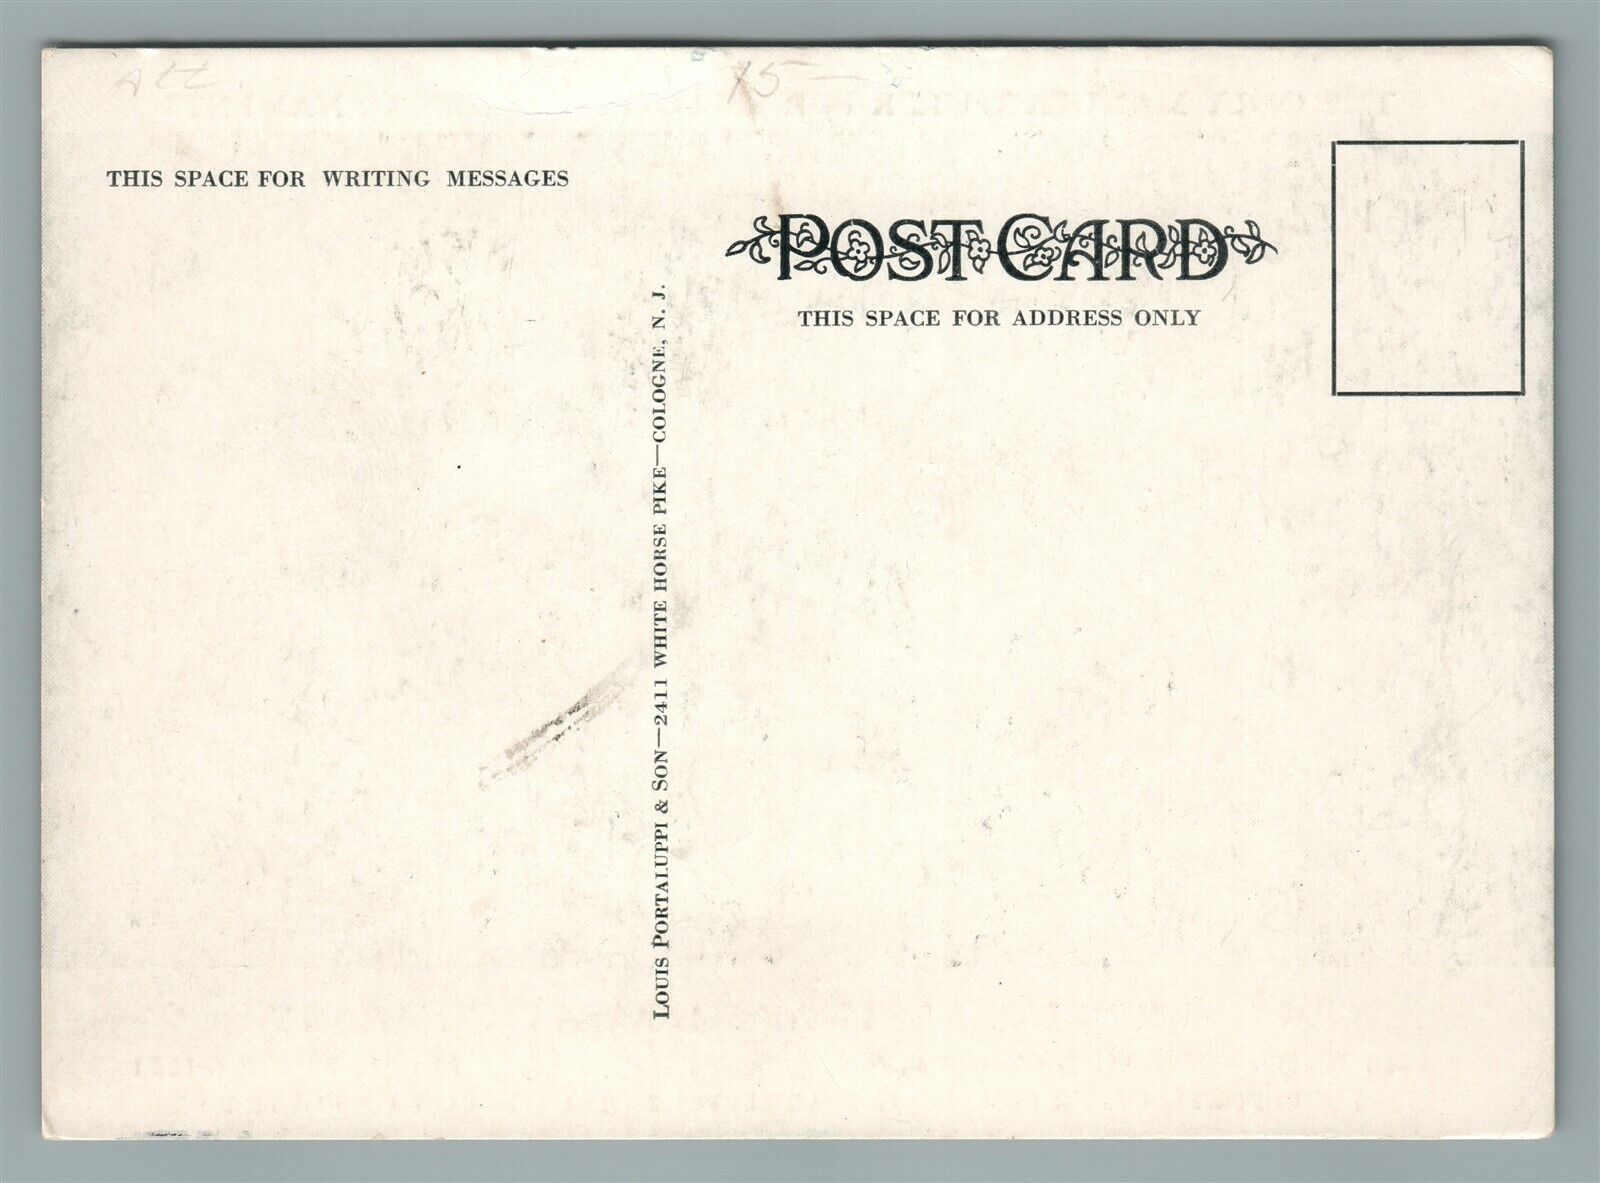 15—
THIS SPACE FOR WRITING MESSAGES
POST CARD
THIS SPACE FOR ADDRESS ONLY
LOUIS PORTALUPPI & SON—2411 WHITE HORSE PIKE—COLOGNE, N. J.